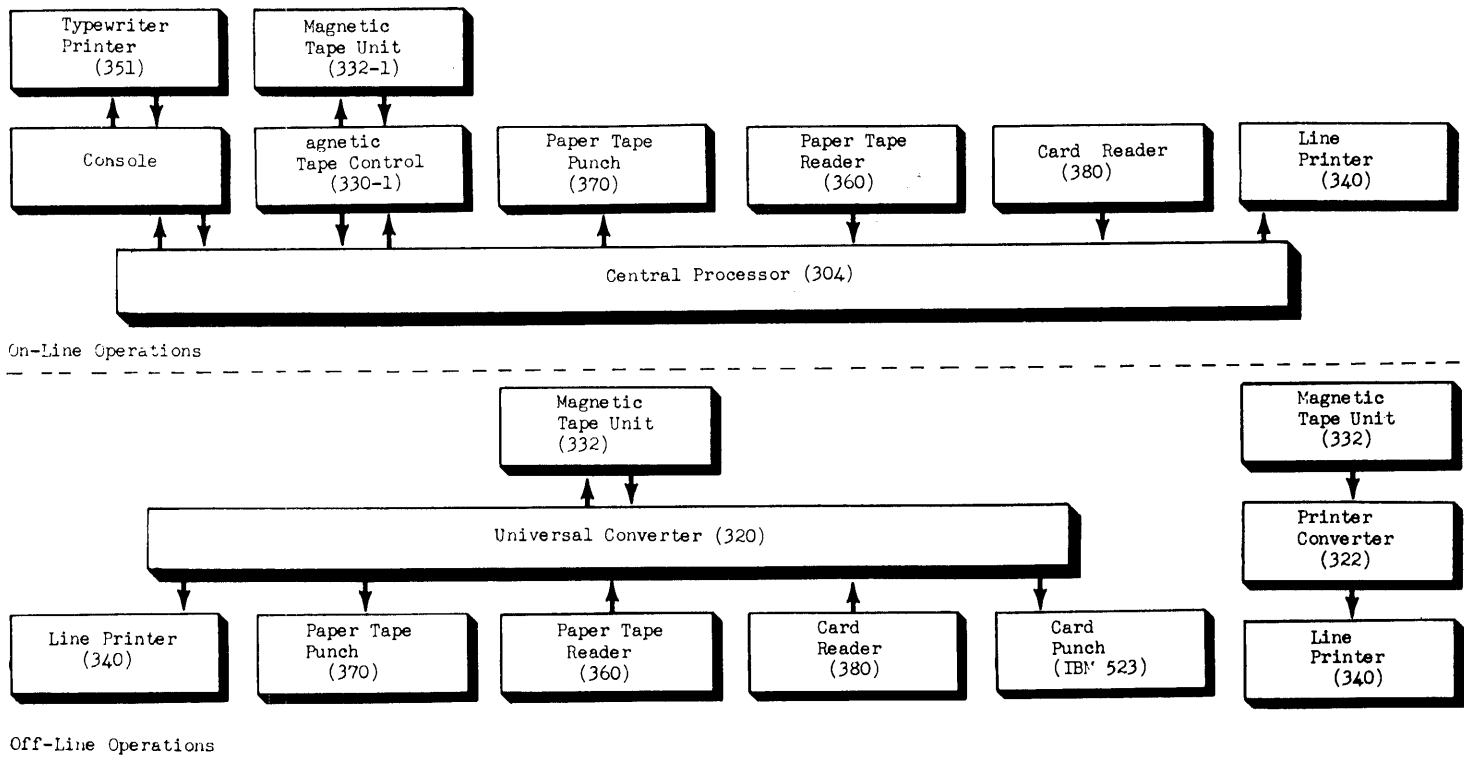 Typewriter
Printer
(351)
Magnetic
Tape Unit
(332-1)
Console
agnetic
Tape Control
(330-1)
Paper Tape
Punch
(370)
Paper Tape
Reader
(360)
Card Reader
(380)
Line
Printer
(340)
Central Processor (304)
On-Line Operations
Magnetic
Tape Unit
(332)
Magnetic
Tape Unit
(332)
Universal Converter (320)
Printer
Converter
(322)
Line Printer
(340)
Paper Tape
Punch
(370)
Paper Tape
Reader
(360)
Card
Reader
(380)
Card
Punch
(IBM 523)
Line
Printer
(340)
Off-Line Operations